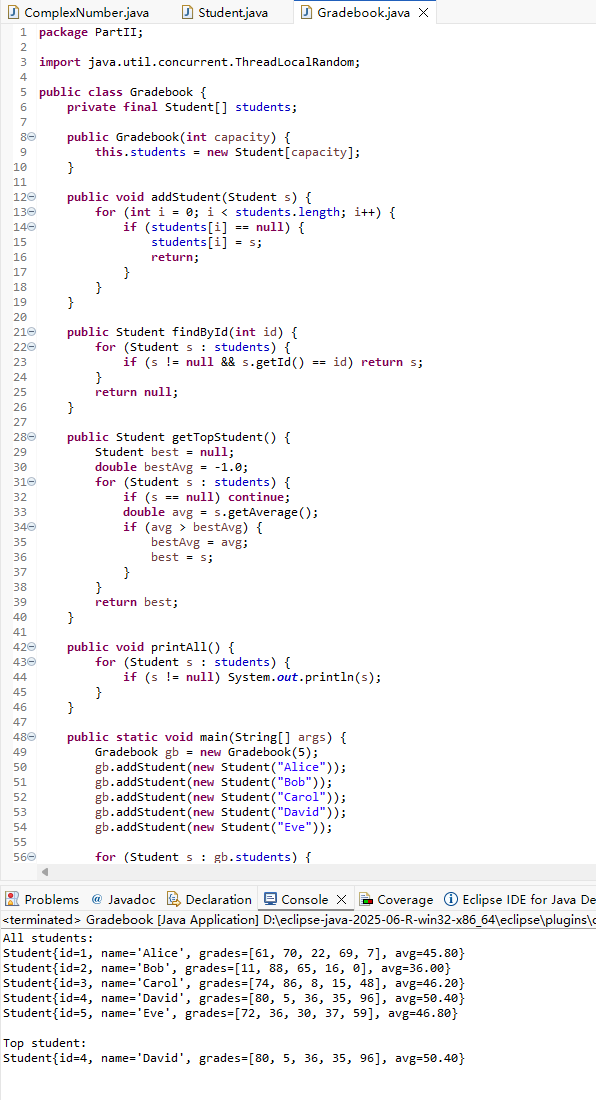 ComplexNumber.java Student.java Gradebook.java
1 package PartII;
2
3 import java.util.concurrent.ThreadLocalRandom;
4
5 public class Gradebook {
6     private final Student[] students;
7
8     public Gradebook(int capacity) {
9         this.students = new Student[capacity];
10     }
11
12     public void addStudent(Student s) {
13         for (int i = 0; i < students.length; i++) {
14             if (students[i] == null) {
15                 students[i] = s;
16                 return;
17             }
18         }
19     }
20
21     public Student findById(int id) {
22         for (Student s : students) {
23             if (s != null && s.getId() == id) return s;
24         }
25         return null;
26     }
27
28     public Student getTopStudent() {
29         Student best = null;
30         double bestAvg = -1.0;
31         for (Student s : students) {
32             if (s == null) continue;
33             double avg = s.getAverage();
34             if (avg > bestAvg) {
35                 bestAvg = avg;
36                 best = s;
37             }
38         }
39         return best;
40     }
41
42     public void printAll() {
43         for (Student s : students) {
44             if (s != null) System.out.println(s);
45         }
46     }
47
48     public static void main(String[] args) {
49         Gradebook gb = new Gradebook(5);
50         gb.addStudent(new Student("Alice"));
51         gb.addStudent(new Student("Bob"));
52         gb.addStudent(new Student("Carol"));
53         gb.addStudent(new Student("David"));
54         gb.addStudent(new Student("Eve"));
55
56         for (Student s : gb.students) {
Problems @ Javadoc Declaration Console Coverage Eclipse IDE for Java De
<terminated> Gradebook [Java Application] D:\eclipse-java-2025-06-R-win32-x86_64\eclipse\plugins\
All students:
Student{id=1, name='Alice', grades=[61, 70, 22, 69, 7], avg=45.80}
Student{id=2, name='Bob', grades=[11, 88, 65, 16, 0], avg=36.00}
Student{id=3, name='Carol', grades=[74, 86, 8, 15, 48], avg=46.20}
Student{id=4, name='David', grades=[80, 5, 36, 35, 96], avg=50.40}
Student{id=5, name='Eve', grades=[72, 36, 30, 37, 59], avg=46.80}

Top student:
Student{id=4, name='David', grades=[80, 5, 36, 35, 96], avg=50.40}